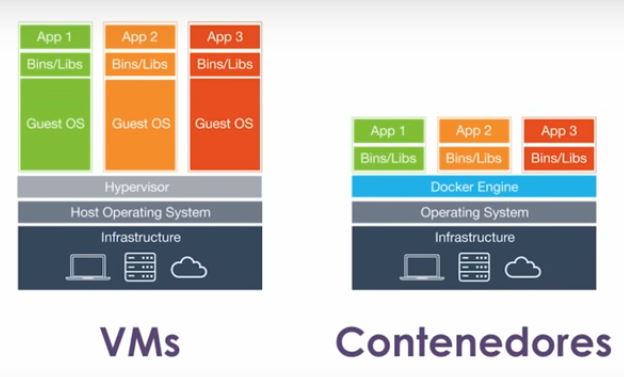 App 1
App 2
App 3
Bins/Libs
Bins/Libs
Bins/Libs
Guest OS
Guest OS
Guest OS
Hypervisor
Host Operating System
Infrastructure
VMs
App 1
App 2
App 3
Bins/Libs
Bins/Libs
Bins/Libs
Docker Engine
Operating System
Infrastructure
Contenedores